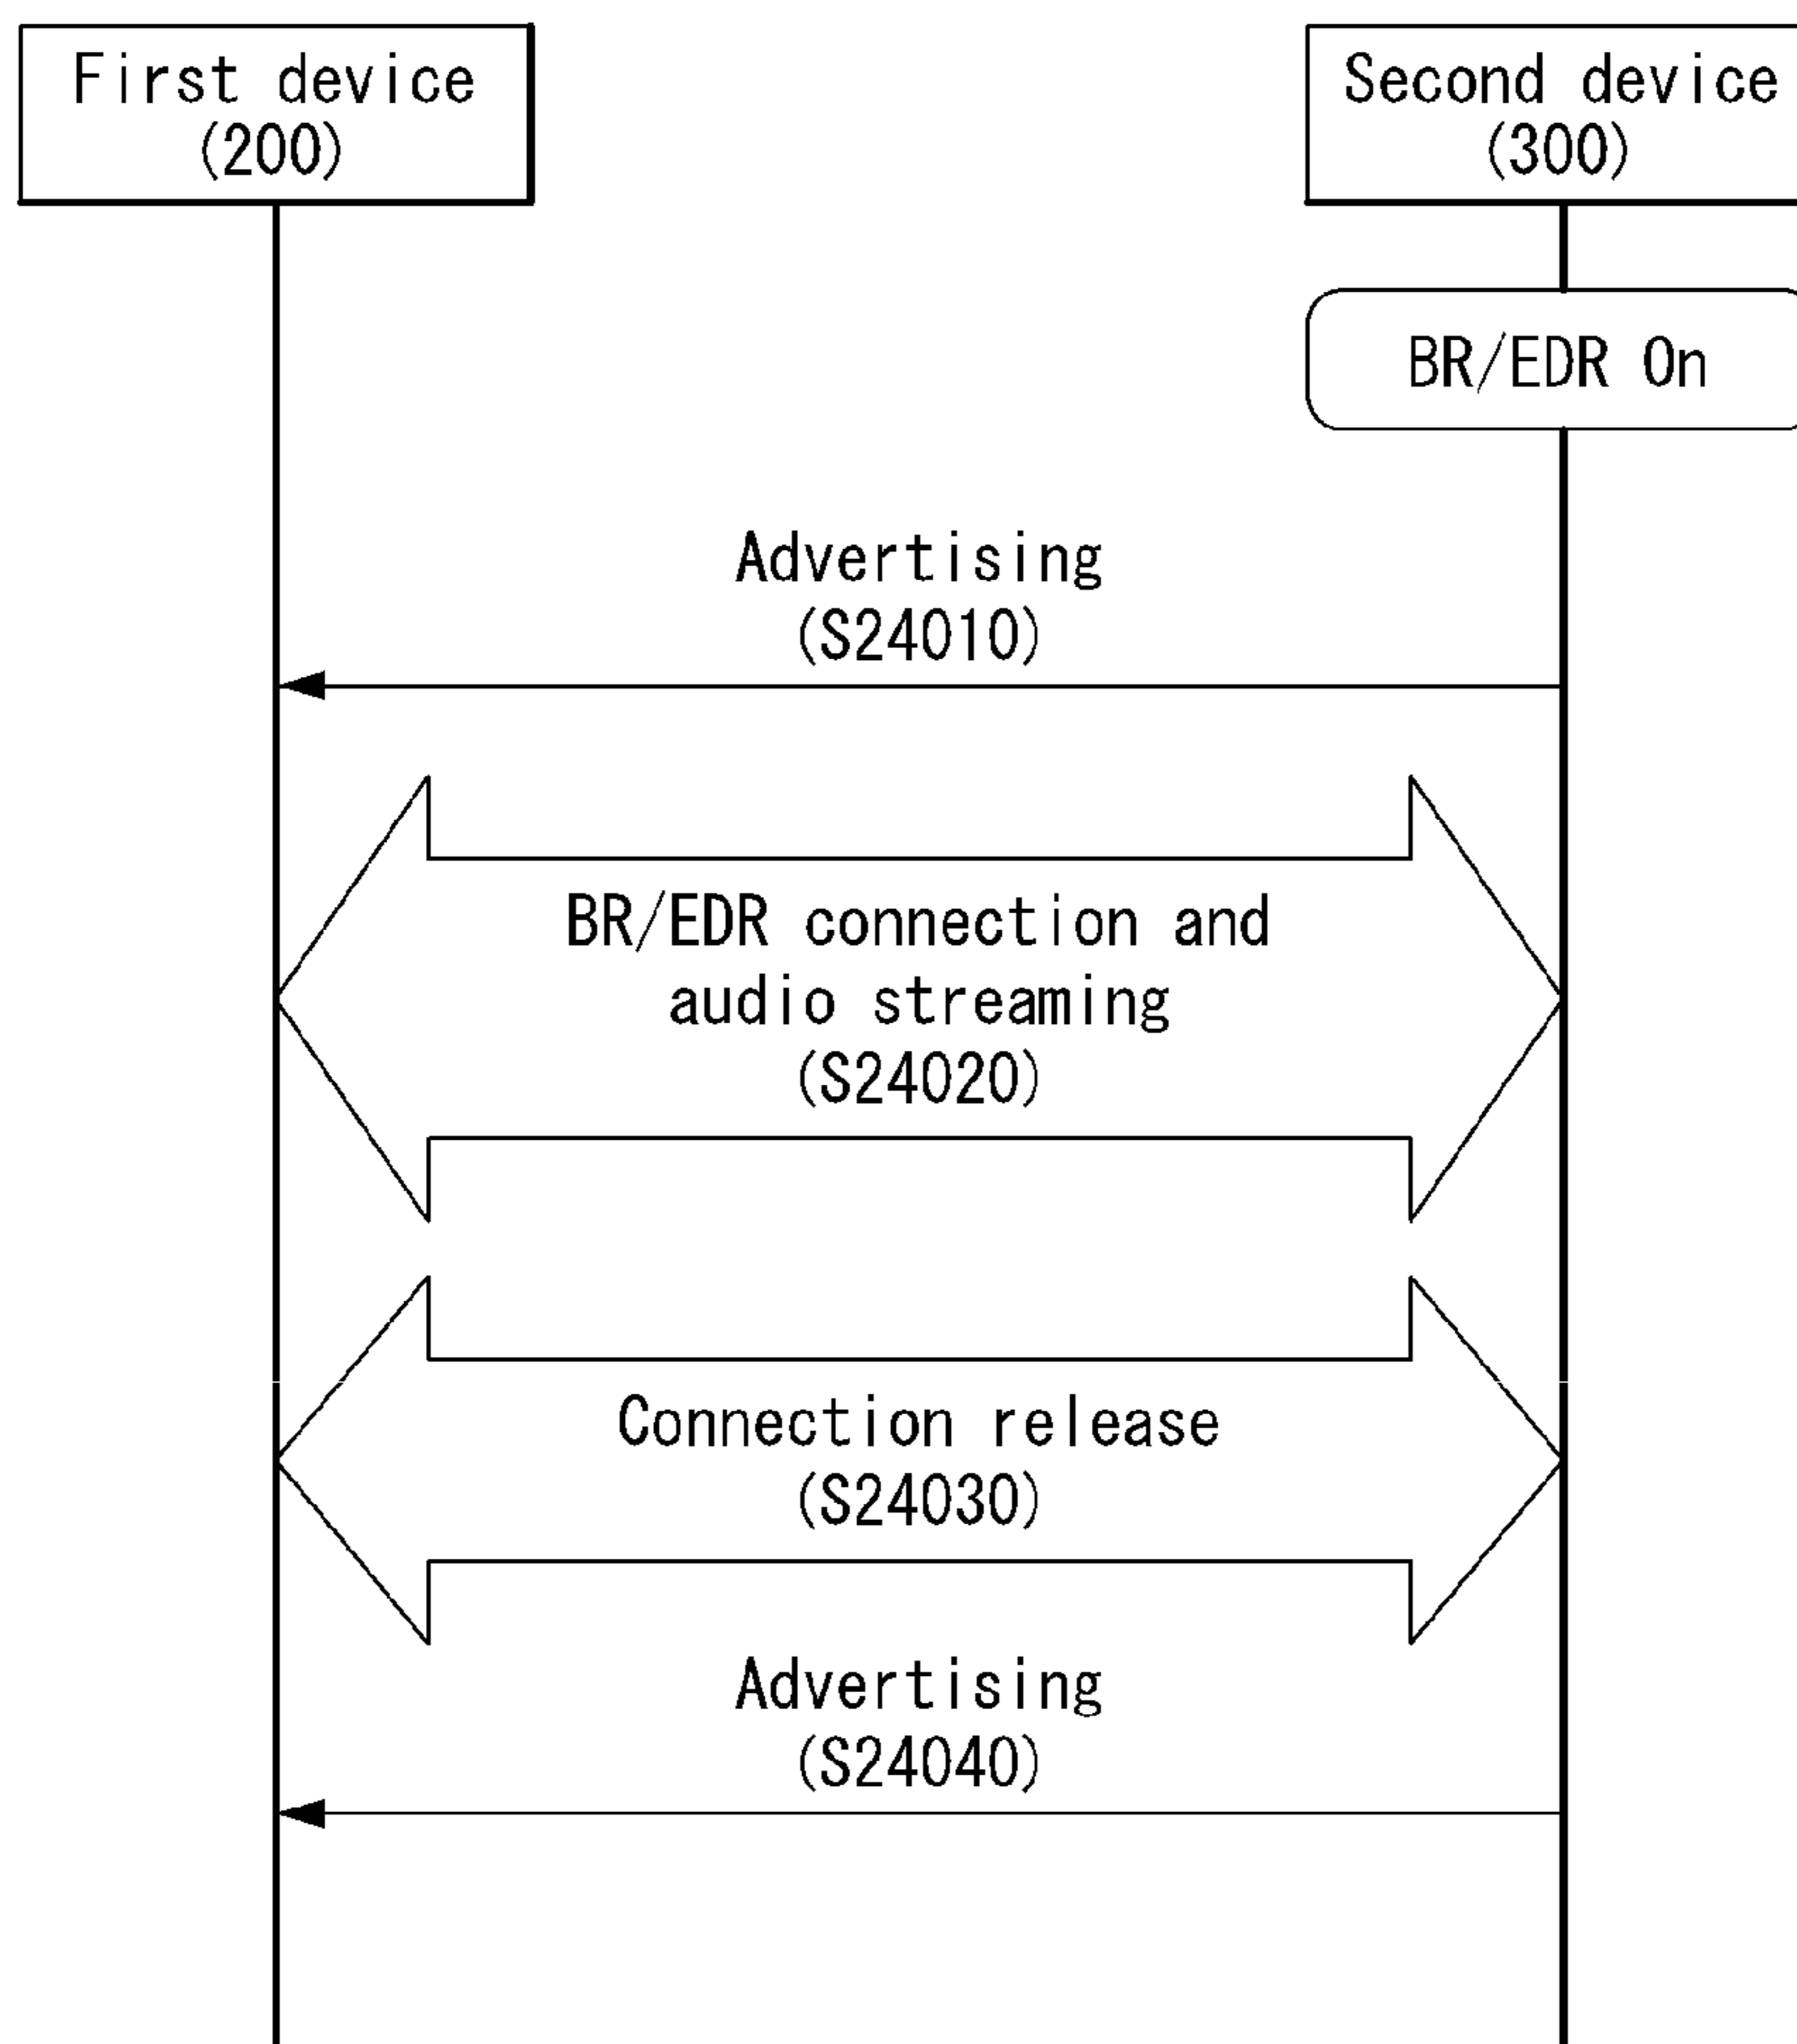 First device
(200)
Second device
(300)
BR/EDR On
Advertising
(S24010)
BR/EDR connection and
audio streaming
(S24020)
Connection release
(S24030)
Advertising
(S24040)